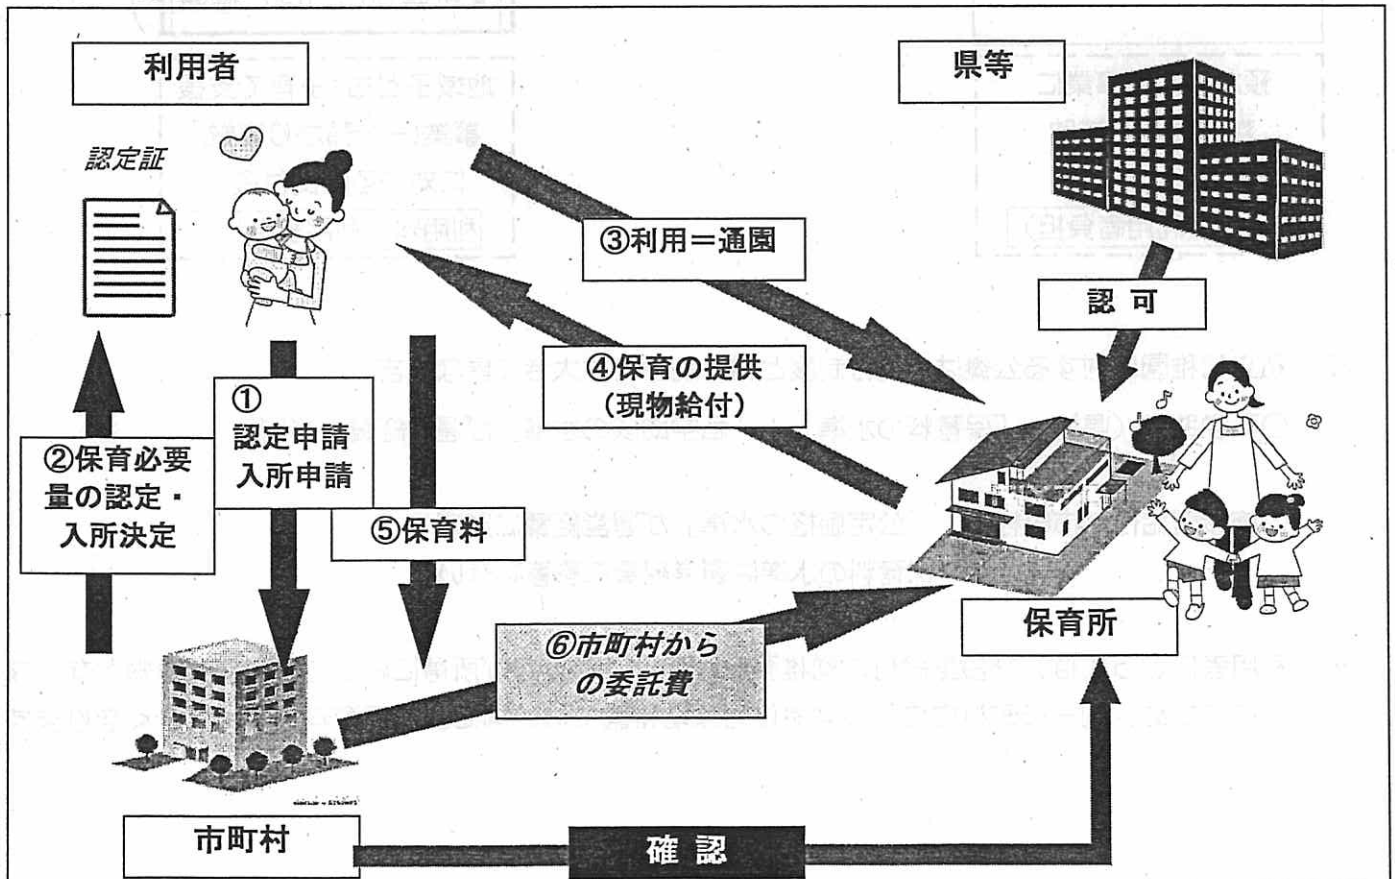 利用者
県等
認定証
③利用＝通園
認 可
④保育の提供
（現物給付）
①
認定申請
入所申請
②保育必要
量の認定・
入所決定
⑤保育料
保育所
⑥市町村から
の委託費
市町村
確 認